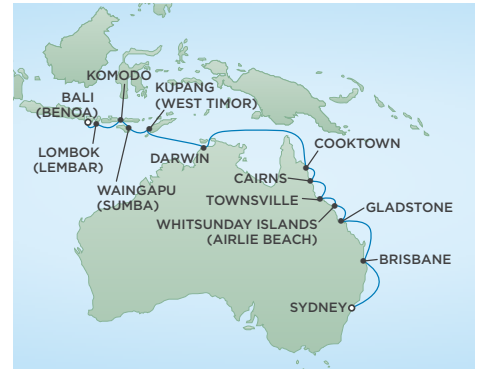 KOMODO
KUPANG
(WEST TIMOR)
BALI
(BENOA)
LOMBOK
(LEMBAR)
WAINGAPU
(SUMBA)
DARWIN
COOKTOWN
CAIRNS
TOWNSVILLE
WHITSUNDAY ISLANDS
(AIRLIE BEACH)
GLADSTONE
BRISBANE
SYDNEY